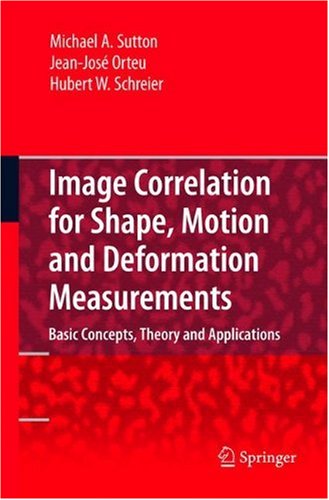 Michael A. Sutton
Jean-José Orteu
Hubert W. Schreier
Image Correlation
for Shape, Motion
and Deformation
Measurements
Basic Concepts, Theory and Applications
Springer